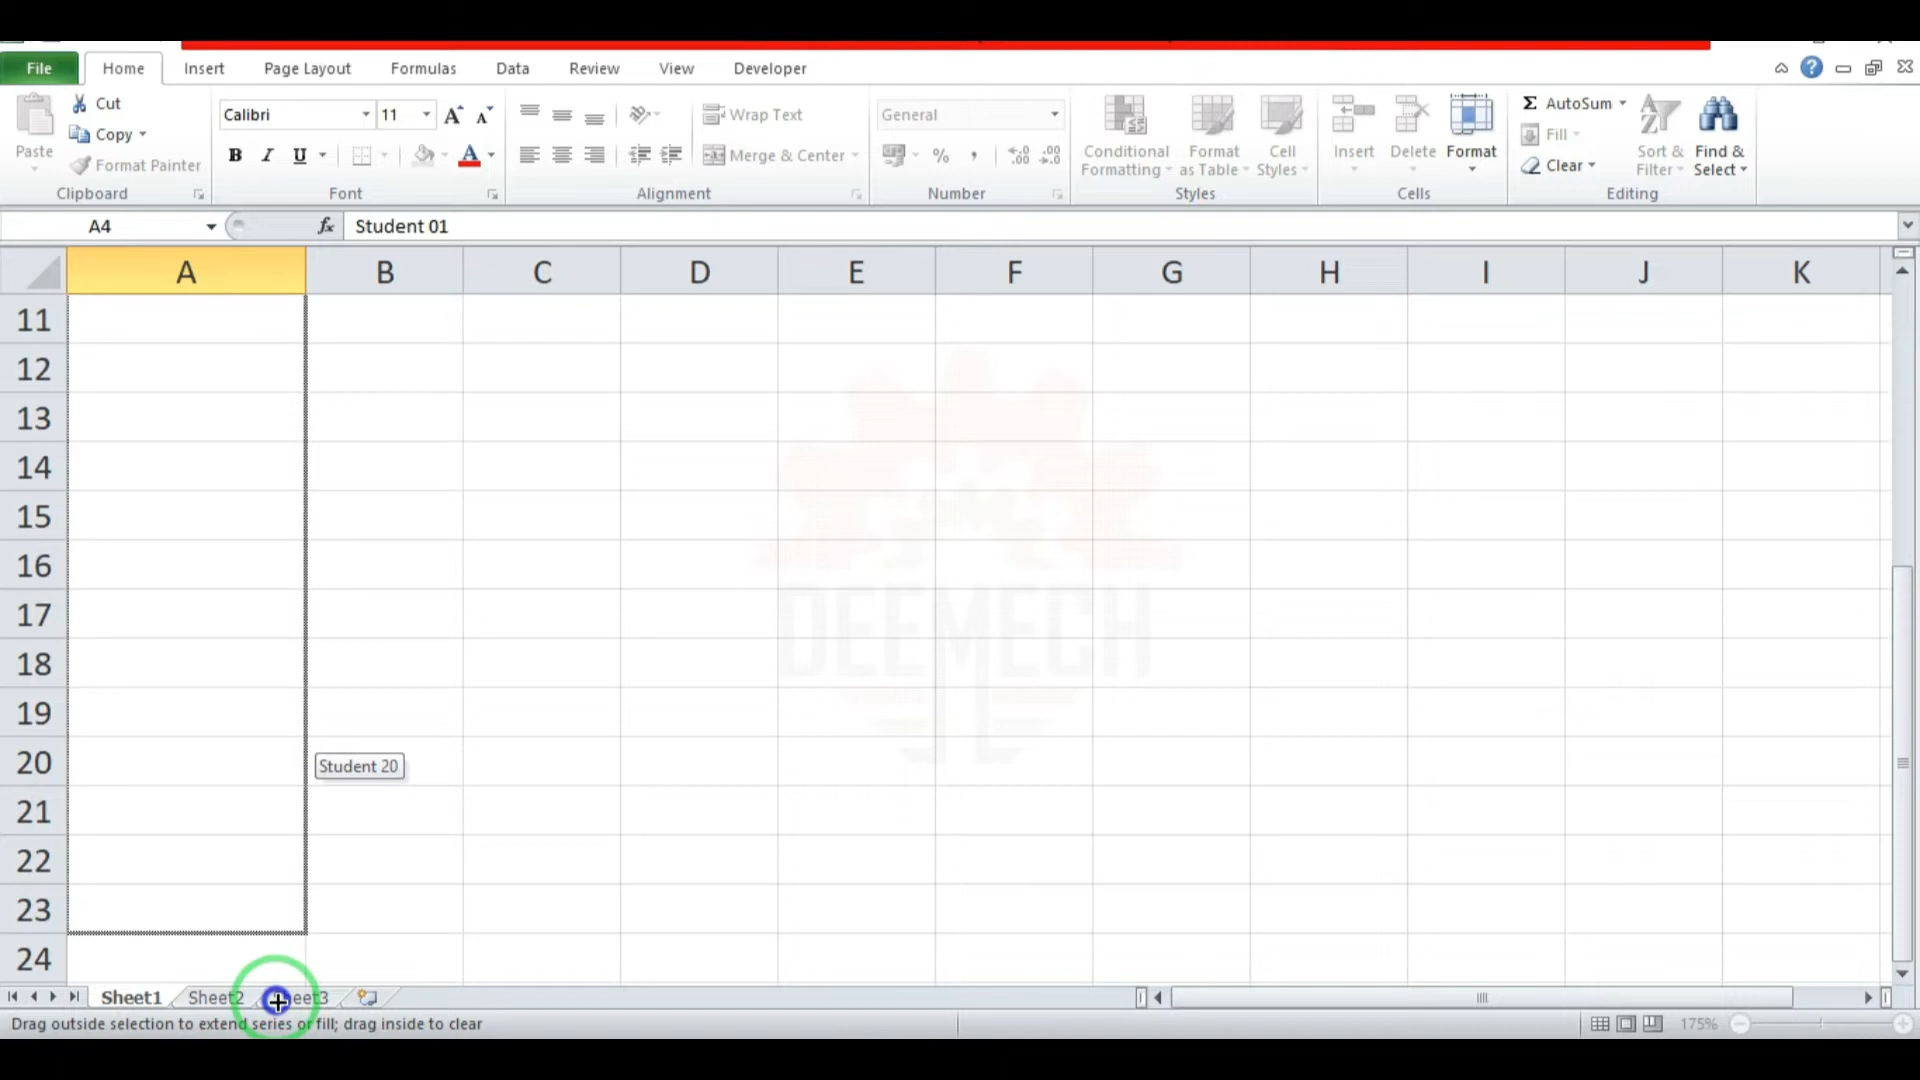 File Home Insert Page Layout Formulas Data Review View Developer
Paste
Cut
Copy
Format Painter
Clipboard
Calibri 11
B I U
Font
Wrap Text
Merge & Center
Alignment
General
Number
Conditional Formatting
Format as Table
Cell Styles
Styles
Insert
Delete
Format
Cells
Σ AutoSum
Fill
Clear
Sort & Filter
Find & Select
Editing
A4 fx Student 01
A B C D E F G H I J K
11
12
13
14
15
16
17
18
19
20 Student 20
21
22
23
24
DEEMECH
Sheet1 Sheet2 Sheet3
Drag outside selection to extend series or fill; drag inside to clear
175%